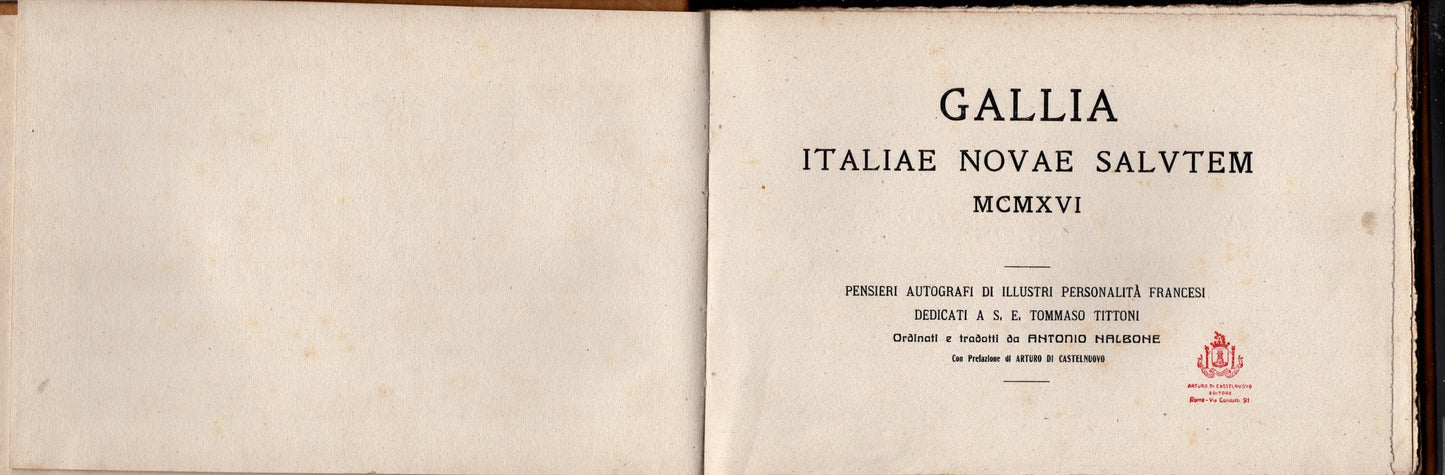 GALLIA
ITALIAE NOVAE SALVTEM
MCMXVI
PENSIERI AUTOGRAFI DI ILLUSTRI PERSONALITÀ FRANCESI
DEDICATI A S. E. TOMMASO TITTONI
Ordinati e tradotti da ANTONIO NALBONE
Con Prefazione di ARTURO DI CASTELNUOVO
ARTURO DI CASTELNUOVO
EDITORE
Roma - Via Condotti, 91